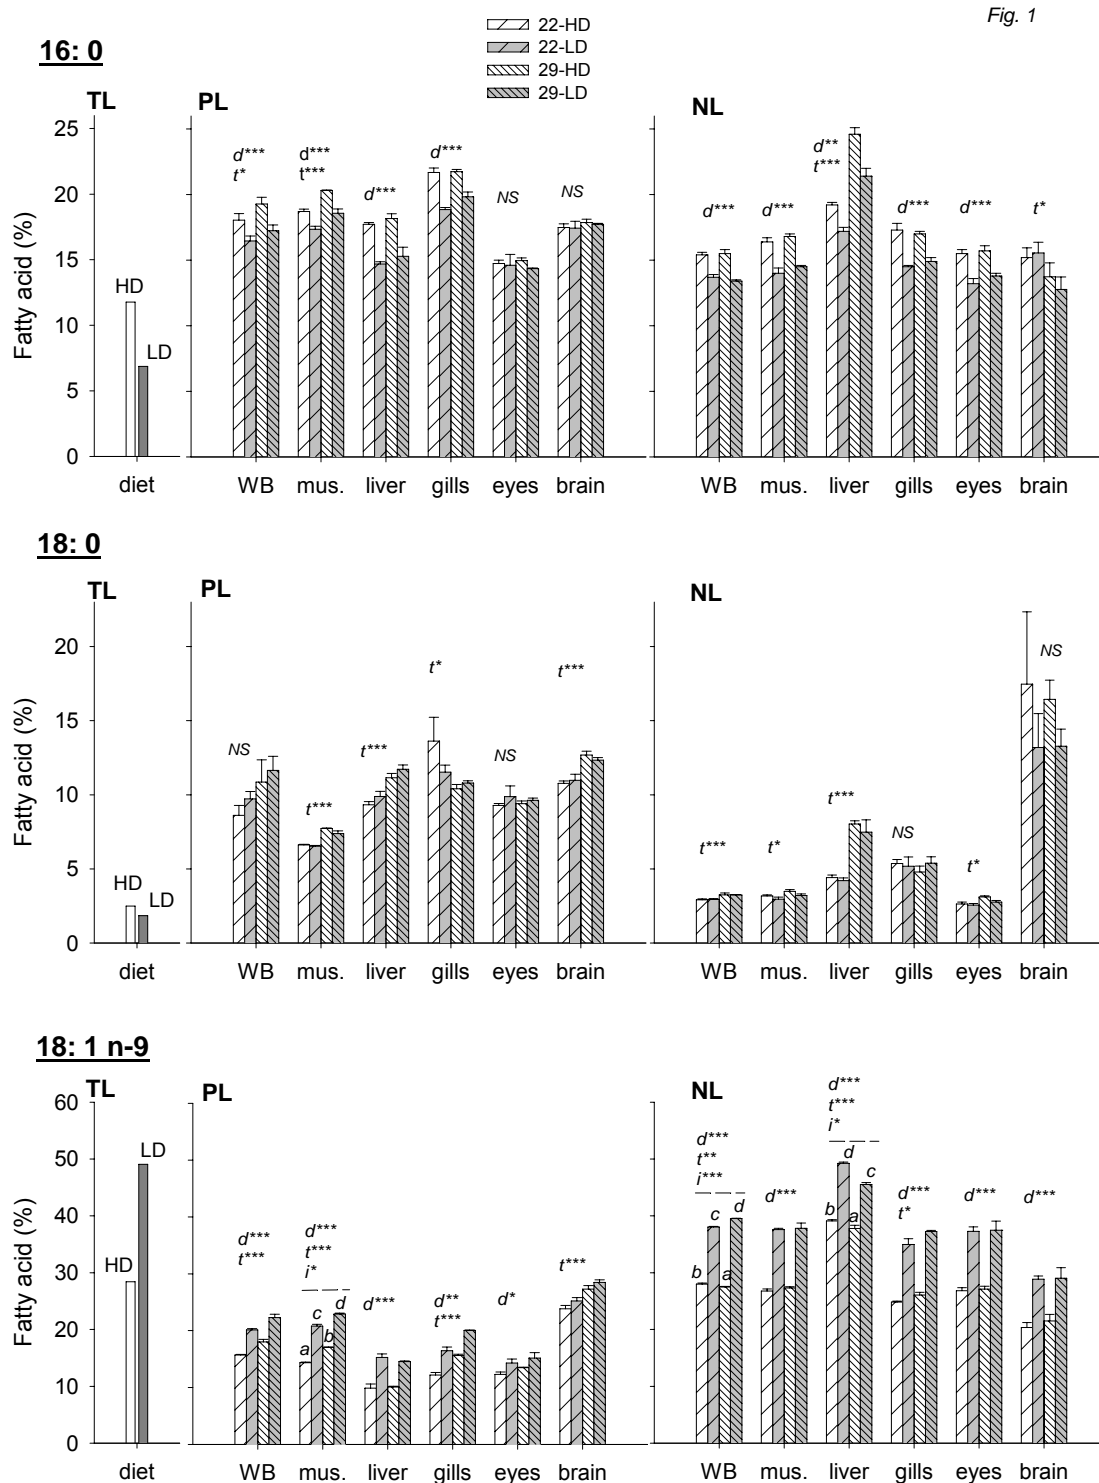 Fig. 1
22-HD
22-LD
29-HD
29-LD
16: 0
TL
PL
NL
Fatty acid (%)
25
20
15
10
5
0
HD
LD
d***
t*
d***
t***
d***
d***
NS
NS
d***
d***
d**
t***
d***
d***
t*
diet
WB
mus.
liver
gills
eyes
brain
WB
mus.
liver
gills
eyes
brain
18: 0
TL
PL
NL
Fatty acid (%)
20
15
10
5
0
HD
LD
NS
t***
t***
t*
NS
t***
t***
t*
t***
NS
t*
NS
diet
WB
mus.
liver
gills
eyes
brain
WB
mus.
liver
gills
eyes
brain
18: 1 n-9
TL
PL
NL
Fatty acid (%)
60
50
40
30
20
10
0
HD
LD
d***
t***
d***
t***
i*
a
c
b
d
d***
d**
t***
d*
t***
d***
t**
i***
b
c
a
d
d***
d***
t***
i*
b
d
a
c
d***
t*
d***
d***
diet
WB
mus.
liver
gills
eyes
brain
WB
mus.
liver
gills
eyes
brain